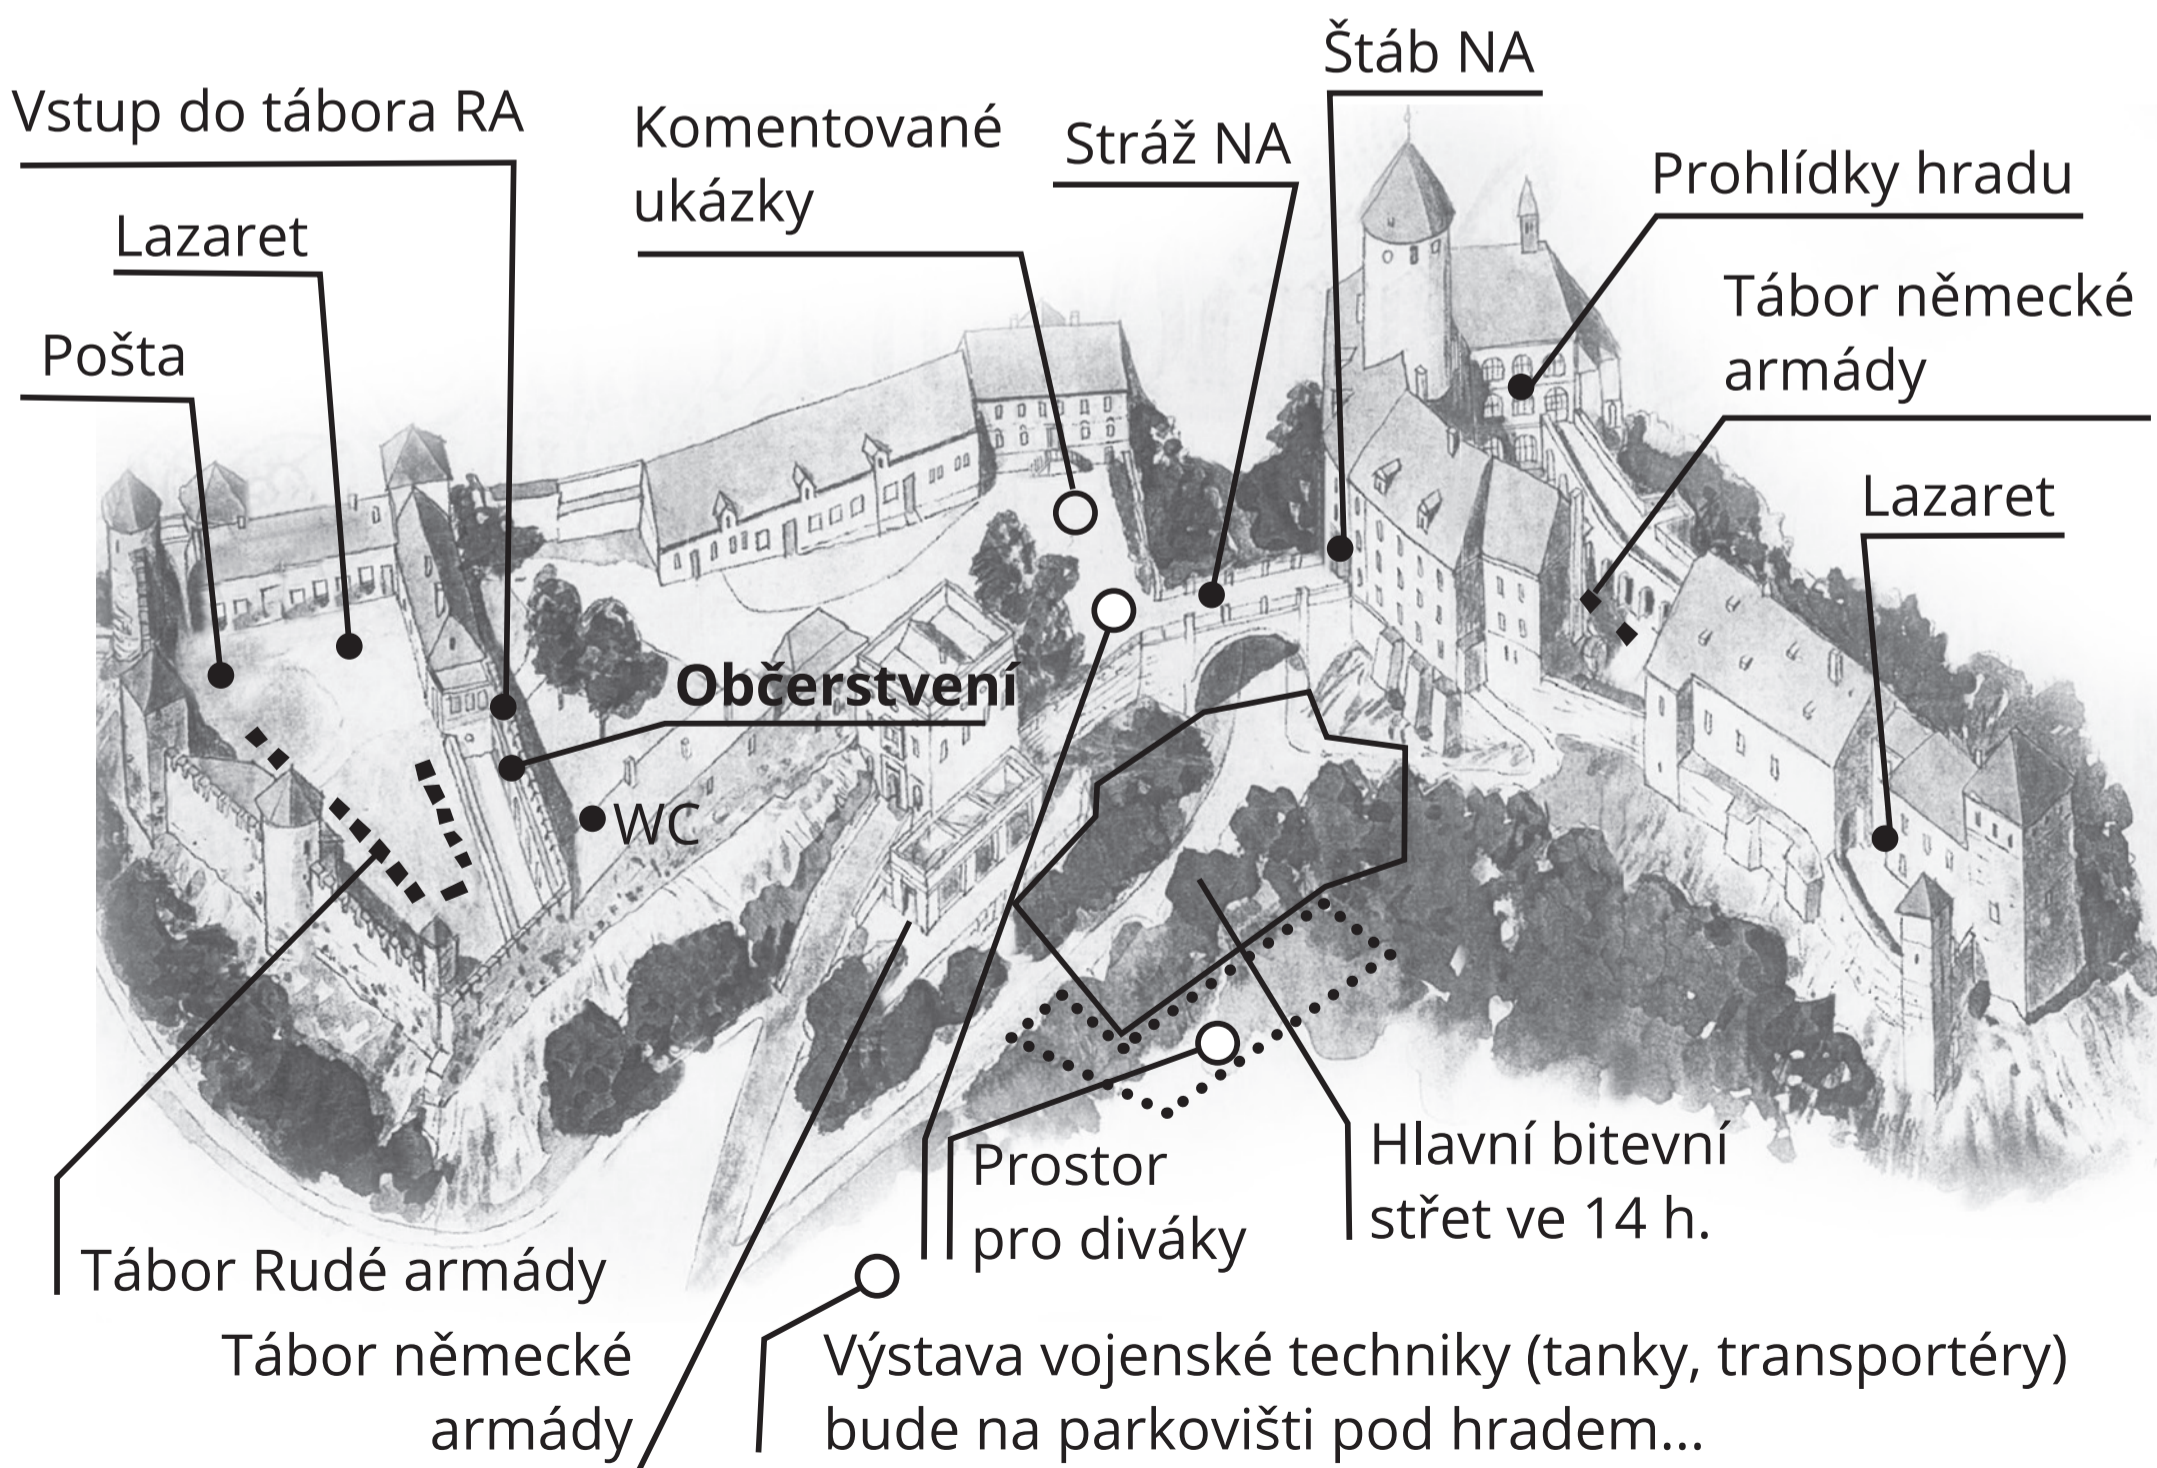 Štáb NA
Vstup do tábora RA
Komentované
ukázky
Stráž NA
Prohlídky hradu
Lazaret
Tábor německé
armády
Pošta
Lazaret
Občerstvení
WC
Prostor
pro diváky
Hlavní bitevní
střet ve 14 h.
Tábor Rudé armády
Tábor německé
armády
Výstava vojenské techniky (tanky, transportéry)
bude na parkovišti pod hradem...